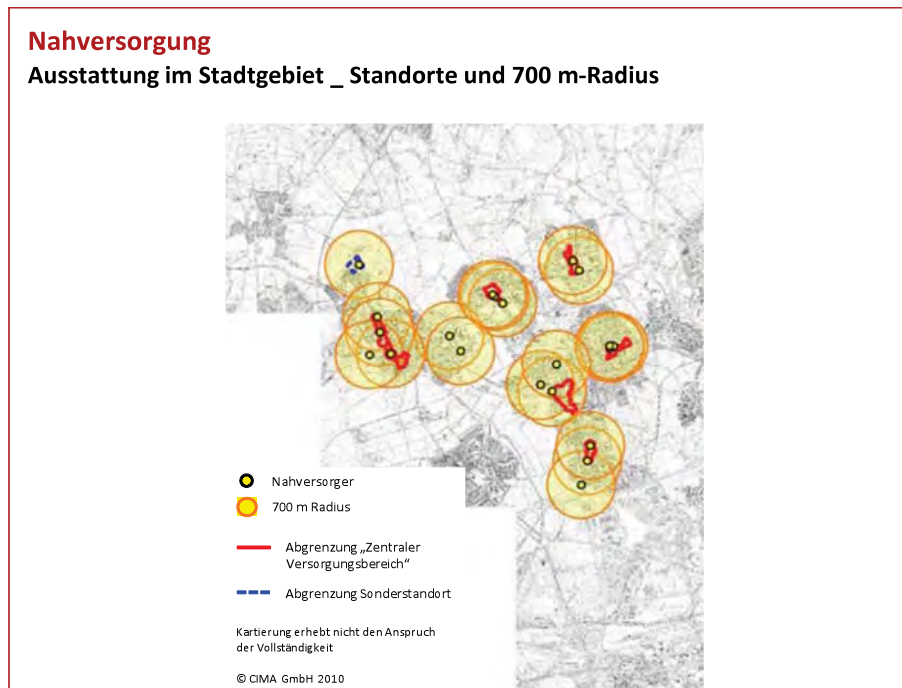 Nahversorgung
Ausstattung im Stadtgebiet _ Standorte und 700 m-Radius
Nahversorger
700 m Radius
Abgrenzung „Zentraler
Versorgungsbereich“
Abgrenzung Sonderstandort
Kartierung erhebt nicht den Anspruch
der Vollständigkeit
© CIMA GmbH 2010